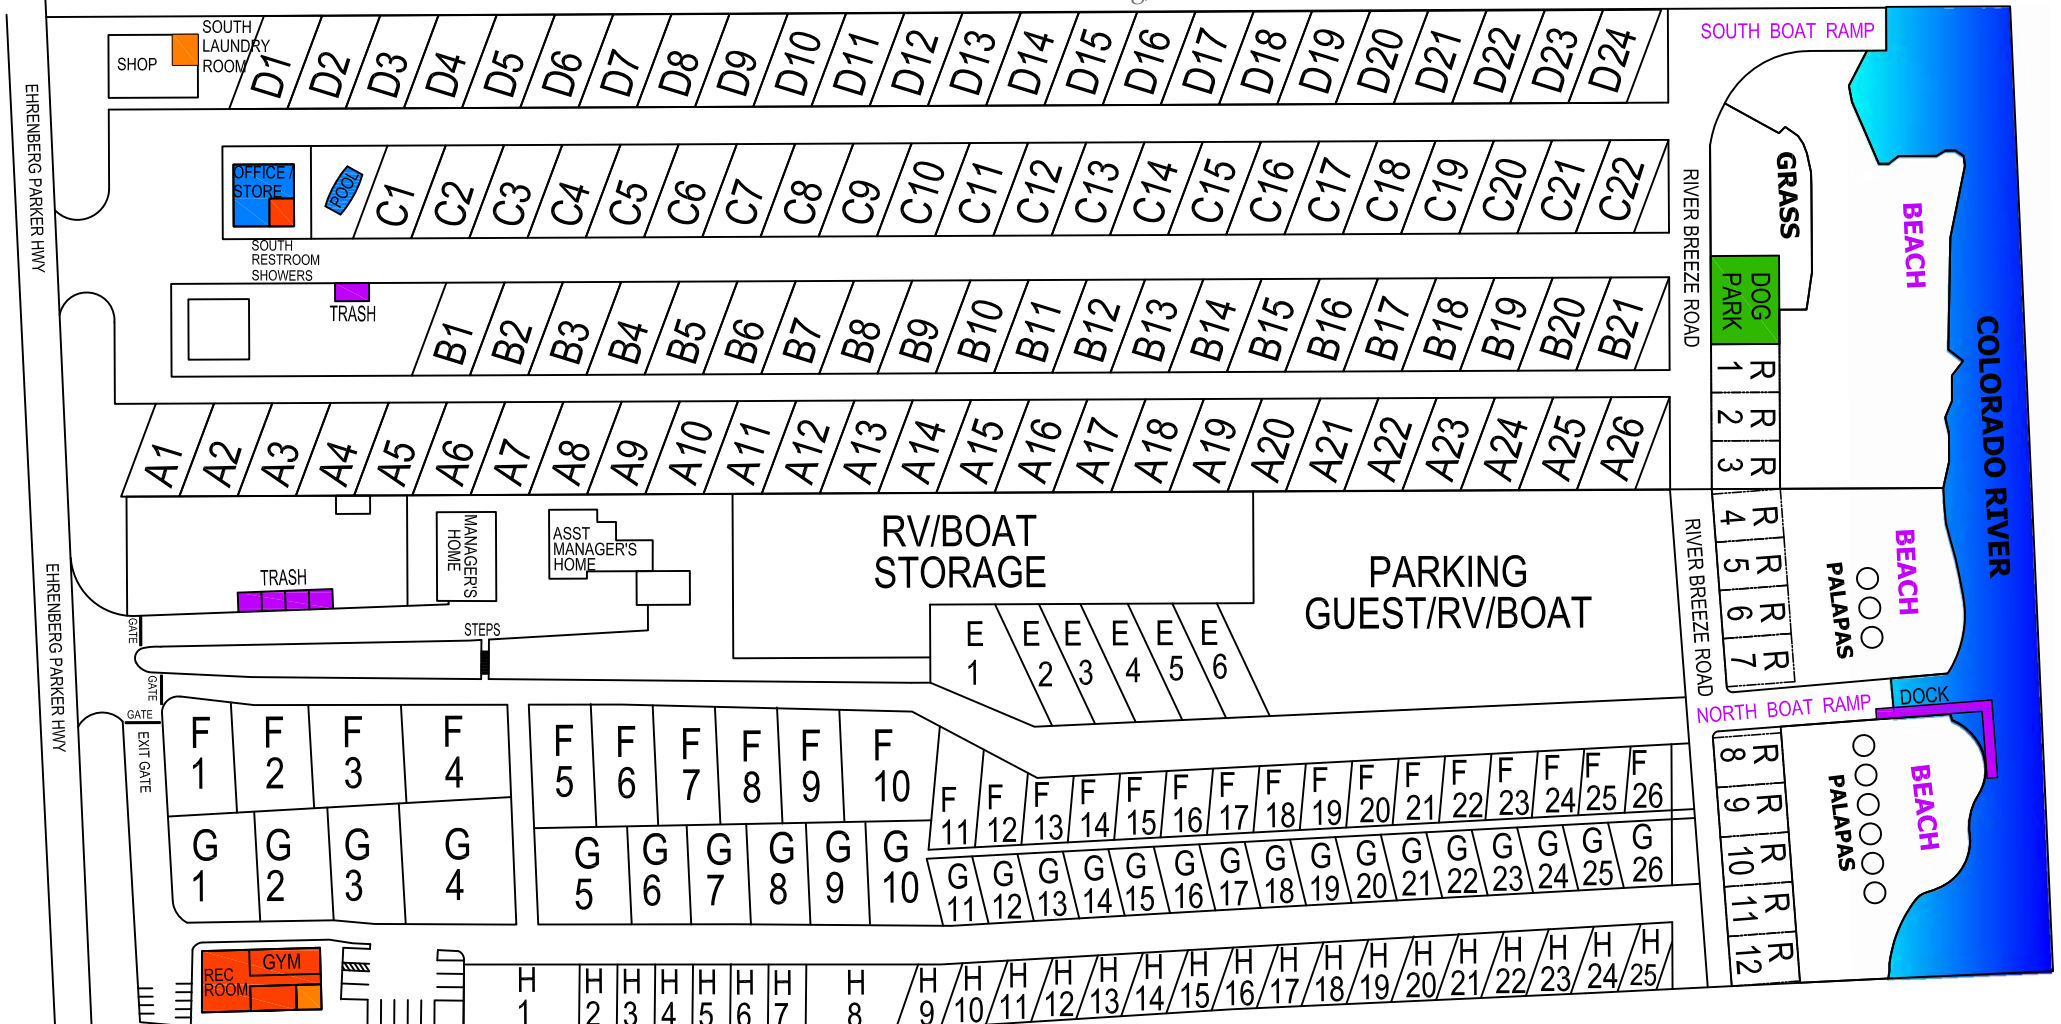 SOUTH
LAUNDRY
ROOM
SHOP
D1 D2 D3 D4 D5 D6 D7 D8 D9 D10 D11 D12 D13 D14 D15 D16 D17 D18 D19 D20 D21 D22 D23 D24
SOUTH BOAT RAMP
EHRENBERG PARKER HWY
OFFICE /
STORE
POOL
C1 C2 C3 C4 C5 C6 C7 C8 C9 C10 C11 C12 C13 C14 C15 C16 C17 C18 C19 C20 C21 C22
SOUTH
RESTROOM
SHOWERS
RIVER BREEZE ROAD
GRASS
BEACH
DOG
PARK
COLORADO RIVER
TRASH
B1 B2 B3 B4 B5 B6 B7 B8 B9 B10 B11 B12 B13 B14 B15 B16 B17 B18 B19 B20 B21
R 1
R 2
R 3
A1 A2 A3 A4 A5 A6 A7 A8 A9 A10 A11 A12 A13 A14 A15 A16 A17 A18 A19 A20 A21 A22 A23 A24 A25 A26
EHRENBERG PARKER HWY
TRASH
MANAGER'S
HOME
ASST
MANAGER'S
HOME
RV/BOAT
STORAGE
PARKING
GUEST/RV/BOAT
RIVER BREEZE ROAD
R 4
R 5
R 6
R 7
PALAPAS
BEACH
GATE
STEPS
E E E E E E
1 2 3 4 5 6
GATE
GATE
EXIT GATE
NORTH BOAT RAMP
DOCK
F F F F F F F F F F
1 2 3 4 5 6 7 8 9 10
F F F F F F F F F F F F F F F F
11 12 13 14 15 16 17 18 19 20 21 22 23 24 25 26
R 8
R 9
R 10
R 11
R 12
PALAPAS
BEACH
G G G G G G G G G G
1 2 3 4 5 6 7 8 9 10
G G G G G G G G G G G G G G G G
11 12 13 14 15 16 17 18 19 20 21 22 23 24 25 26
REC
ROOM
GYM
H H H H H H H H H H H H H H H H H H H H H H H H H
1 2 3 4 5 6 7 8 9 10 11 12 13 14 15 16 17 18 19 20 21 22 23 24 25